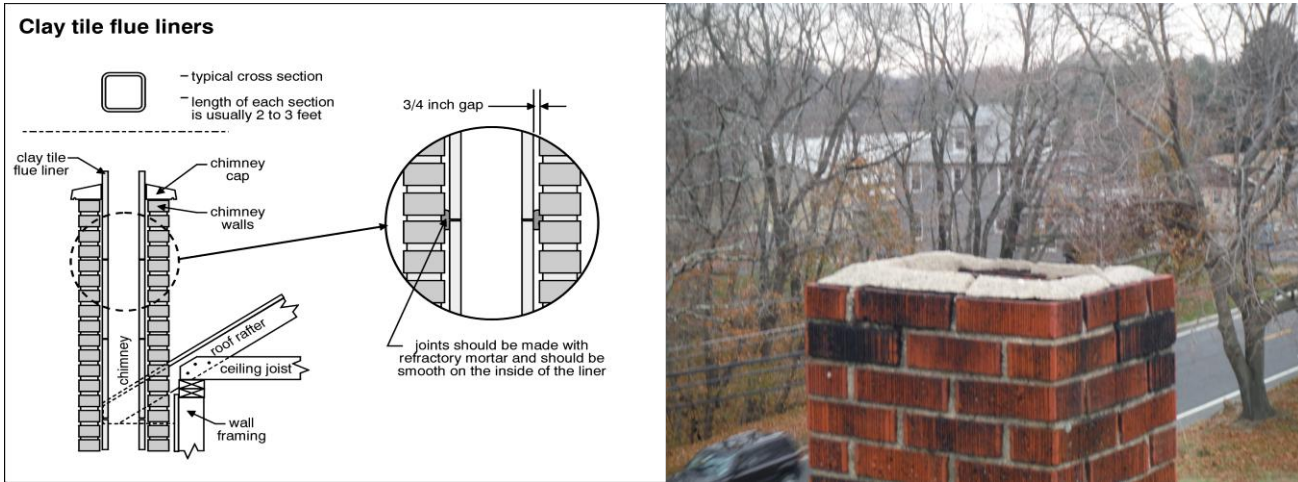 Clay tile flue liners
– typical cross section
– length of each section
is usually 2 to 3 feet
3/4 inch gap
clay tile
flue liner
chimney
cap
chimney
walls
chimney
roof rafter
ceiling joist
wall
framing
joints should be made with
refractory mortar and should be
smooth on the inside of the liner